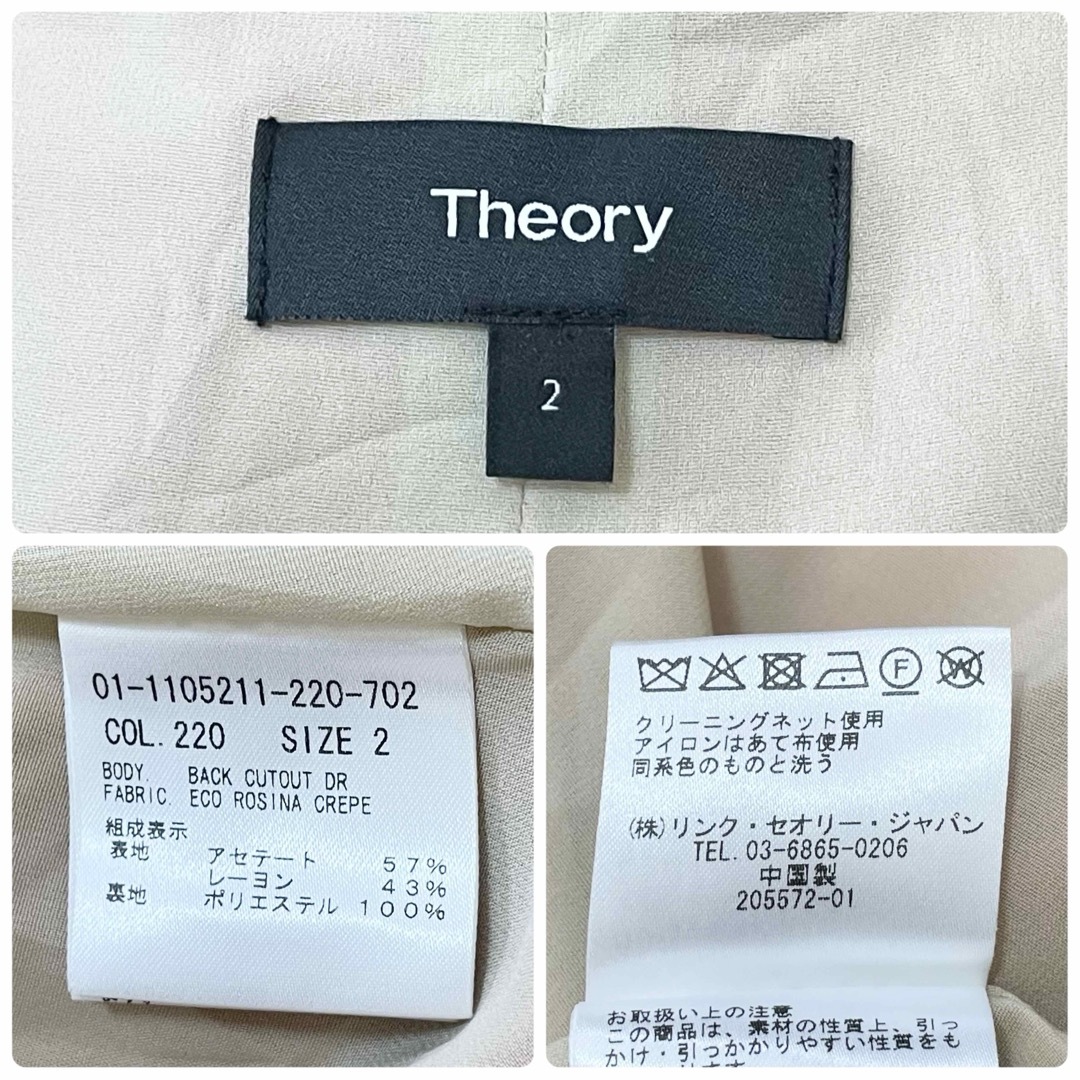 Theory
2
01-1105211-220-702
COL. 220 SIZE 2
BODY. BACK CUTOUT DR
FABRIC. ECO ROSINA CREPE
組成表示
表地 アセテート 57%
レーヨン 43%
裏地 ポリエステル 100%
F
W
クリーニングネット使用
アイロンはあて布使用
同系色のものと洗う
(株)リンク・セオリー・ジャパン
TEL. 03-6865-0206
中国製
205572-01
お取扱い上の注意
この商品は、素材の性質上、引っ
かけ・引っかかりやすい性質をも